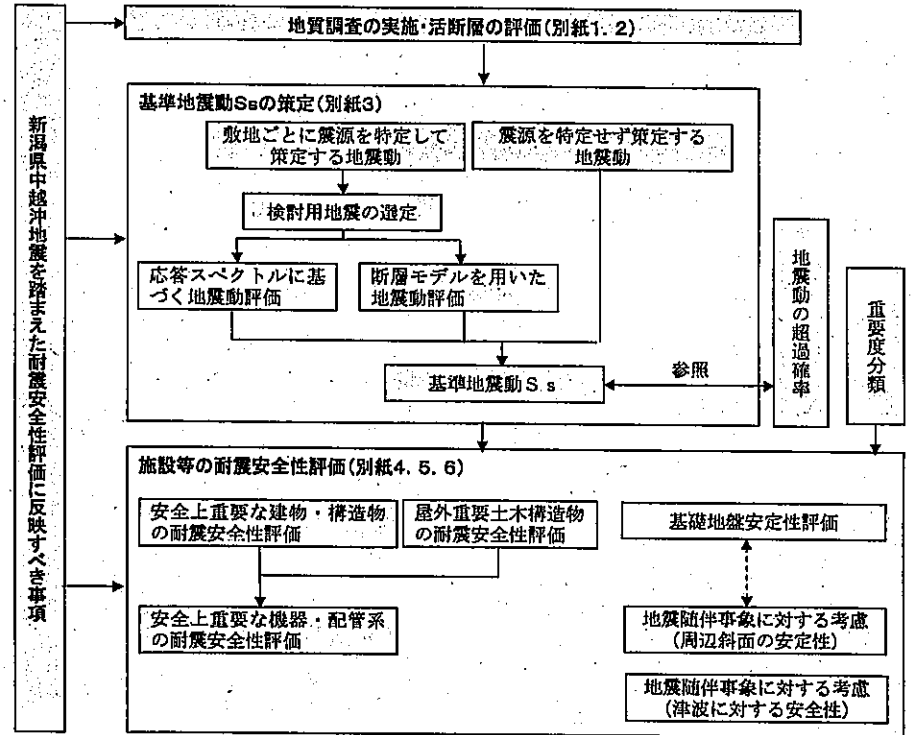 地質調査の実施・活断層の評価(別紙1, 2)
新潟県中越沖地震を踏まえた耐震安全性評価に反映すべき事項
基準地震動Ssの策定(別紙3)
敷地ごとに震源を特定して
策定する地震動
震源を特定せず策定する
地震動
検討用地震の選定
応答スペクトルに基
づく地震動評価
断層モデルを用いた
地震動評価
基準地震動Ss
参照
地震動の超過確率
重要度分類
施設等の耐震安全性評価(別紙4, 5, 6)
安全上重要な建物・構造物
の耐震安全性評価
屋外重要土木構造物
の耐震安全性評価
基礎地盤安定性評価
安全上重要な機器・配管系
の耐震安全性評価
地震随伴事象に対する考慮
(周辺斜面の安定性)
地震随伴事象に対する考慮
(津波に対する安全性)